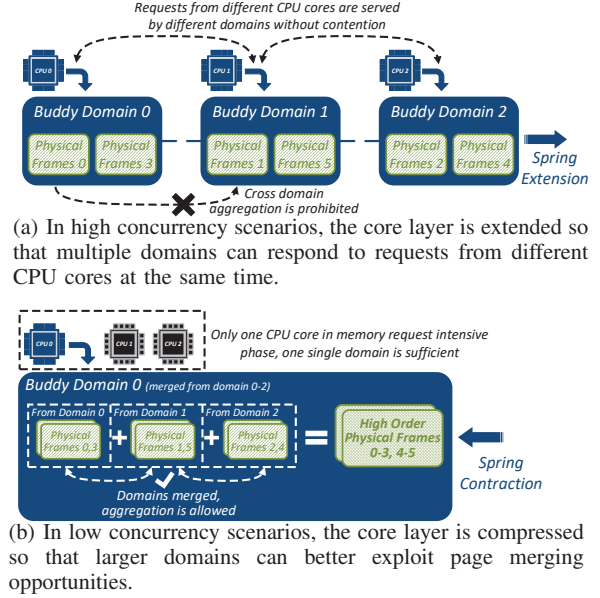 Requests from different CPU cores are served
by different domains without contention
CPU 0
CPU 1
CPU 2
Buddy Domain 0
Buddy Domain 1
Buddy Domain 2
Physical
Frames 0
Physical
Frames 3
Physical
Frames 1
Physical
Frames 5
Physical
Frames 2
Physical
Frames 4
Spring
Extension
Cross domain
aggregation is prohibited
(a) In high concurrency scenarios, the core layer is extended so
that multiple domains can respond to requests from different
CPU cores at the same time.
CPU 0
CPU 1
CPU 2
Only one CPU core in memory request intensive
phase, one single domain is sufficient
Buddy Domain 0 (merged from domain 0-2)
From Domain 0
From Domain 1
From Domain 2
Physical
Frames 0,3
+
Physical
Frames 1,5
+
Physical
Frames 2,4
=
High Order
Physical Frames
0-3, 4-5
Domains merged,
aggregation is allowed
Spring
Contraction
(b) In low concurrency scenarios, the core layer is compressed
so that larger domains can better exploit page merging
opportunities.